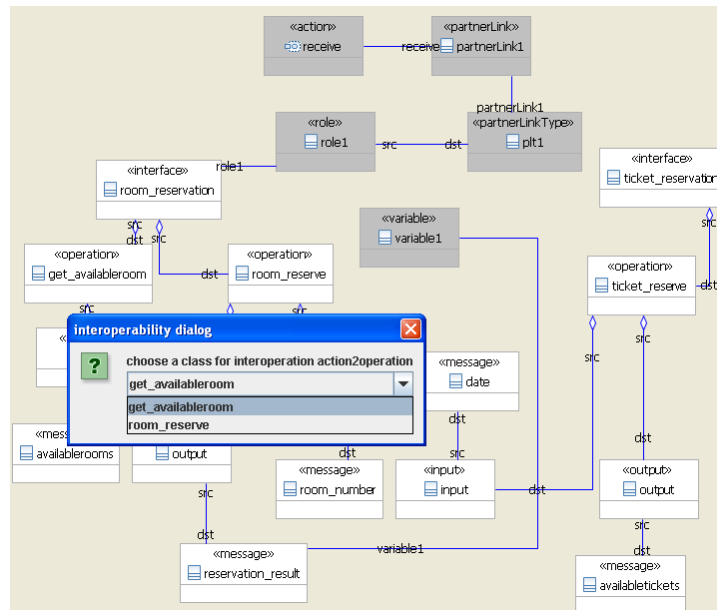 «action»
receive
receive
«partnerLink»
partnerLink1
partnerLink1
«role»
role1
src
dst
«partnerLinkType»
plt1
role1
«interface»
room_reservation
«interface»
ticket_reservation
src
dst
src
src
«variable»
variable1
«operation»
get_availableroom
dst
«operation»
room_reserve
«operation»
ticket_reserve
dst
src
src
interoperability dialog
choose a class for interoperation action2operation
get_availableroom
get_availableroom
room_reserve
src
src
«message»
date
«mes
availablerooms
output
dst
src
dst
«message»
room_number
«input»
input
dst
«output»
output
src
src
dst
dst
«message»
reservation_result
variable1
«message»
availabletickets